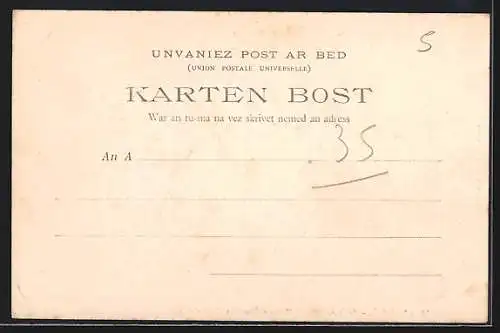 5
UNVANIEZ POST AR BED
(UNION POSTALE UNIVERSELLE)
KARTEN BOST
War an tu-ma na vez skrivet nemed an adress
An A
35